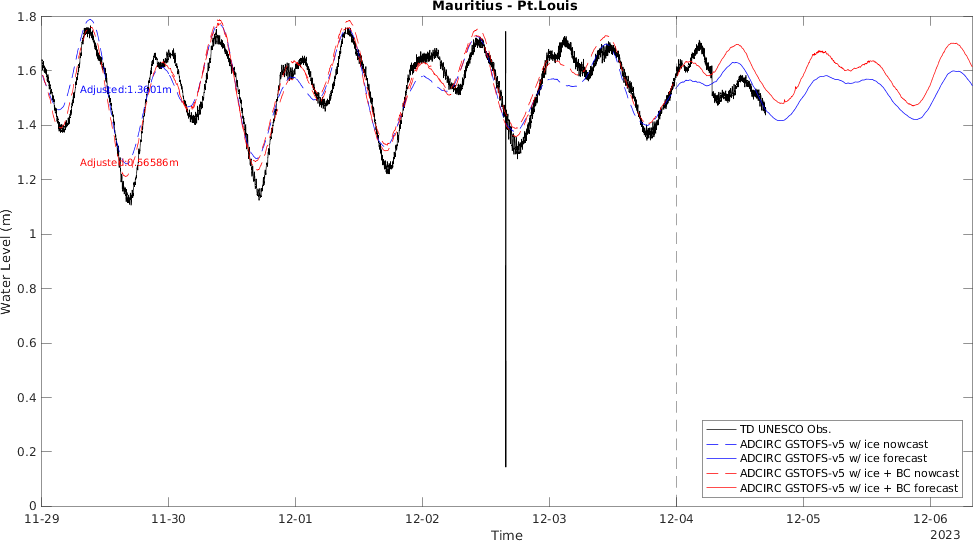 Mauritius - Pt.Louis
Water Level (m)
1.8
1.6
1.4
1.2
1
0.8
0.6
0.4
0.2
0
Adjusted:1.3601m
Adjusted:0.56586m
TD UNESCO Obs.
ADCIRC GSTOFS-v5 w/ ice nowcast
ADCIRC GSTOFS-v5 w/ ice forecast
ADCIRC GSTOFS-v5 w/ ice + BC nowcast
ADCIRC GSTOFS-v5 w/ ice + BC forecast
11-29 11-30 12-01 12-02 12-03 12-04 12-05 12-06
Time
2023